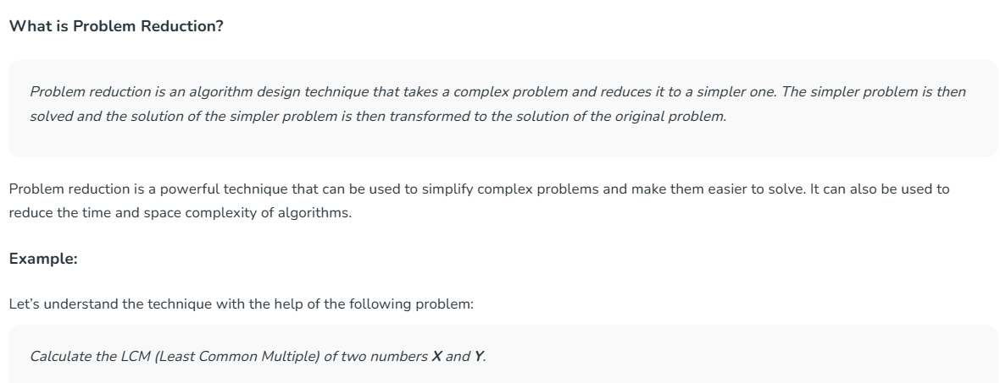 What is Problem Reduction?
Problem reduction is an algorithm design technique that takes a complex problem and reduces it to a simpler one. The simpler problem is then
solved and the solution of the simpler problem is then transformed to the solution of the original problem.
Problem reduction is a powerful technique that can be used to simplify complex problems and make them easier to solve. It can also be used to
reduce the time and space complexity of algorithms.
Example:
Let’s understand the technique with the help of the following problem:
Calculate the LCM (Least Common Multiple) of two numbers X and Y.